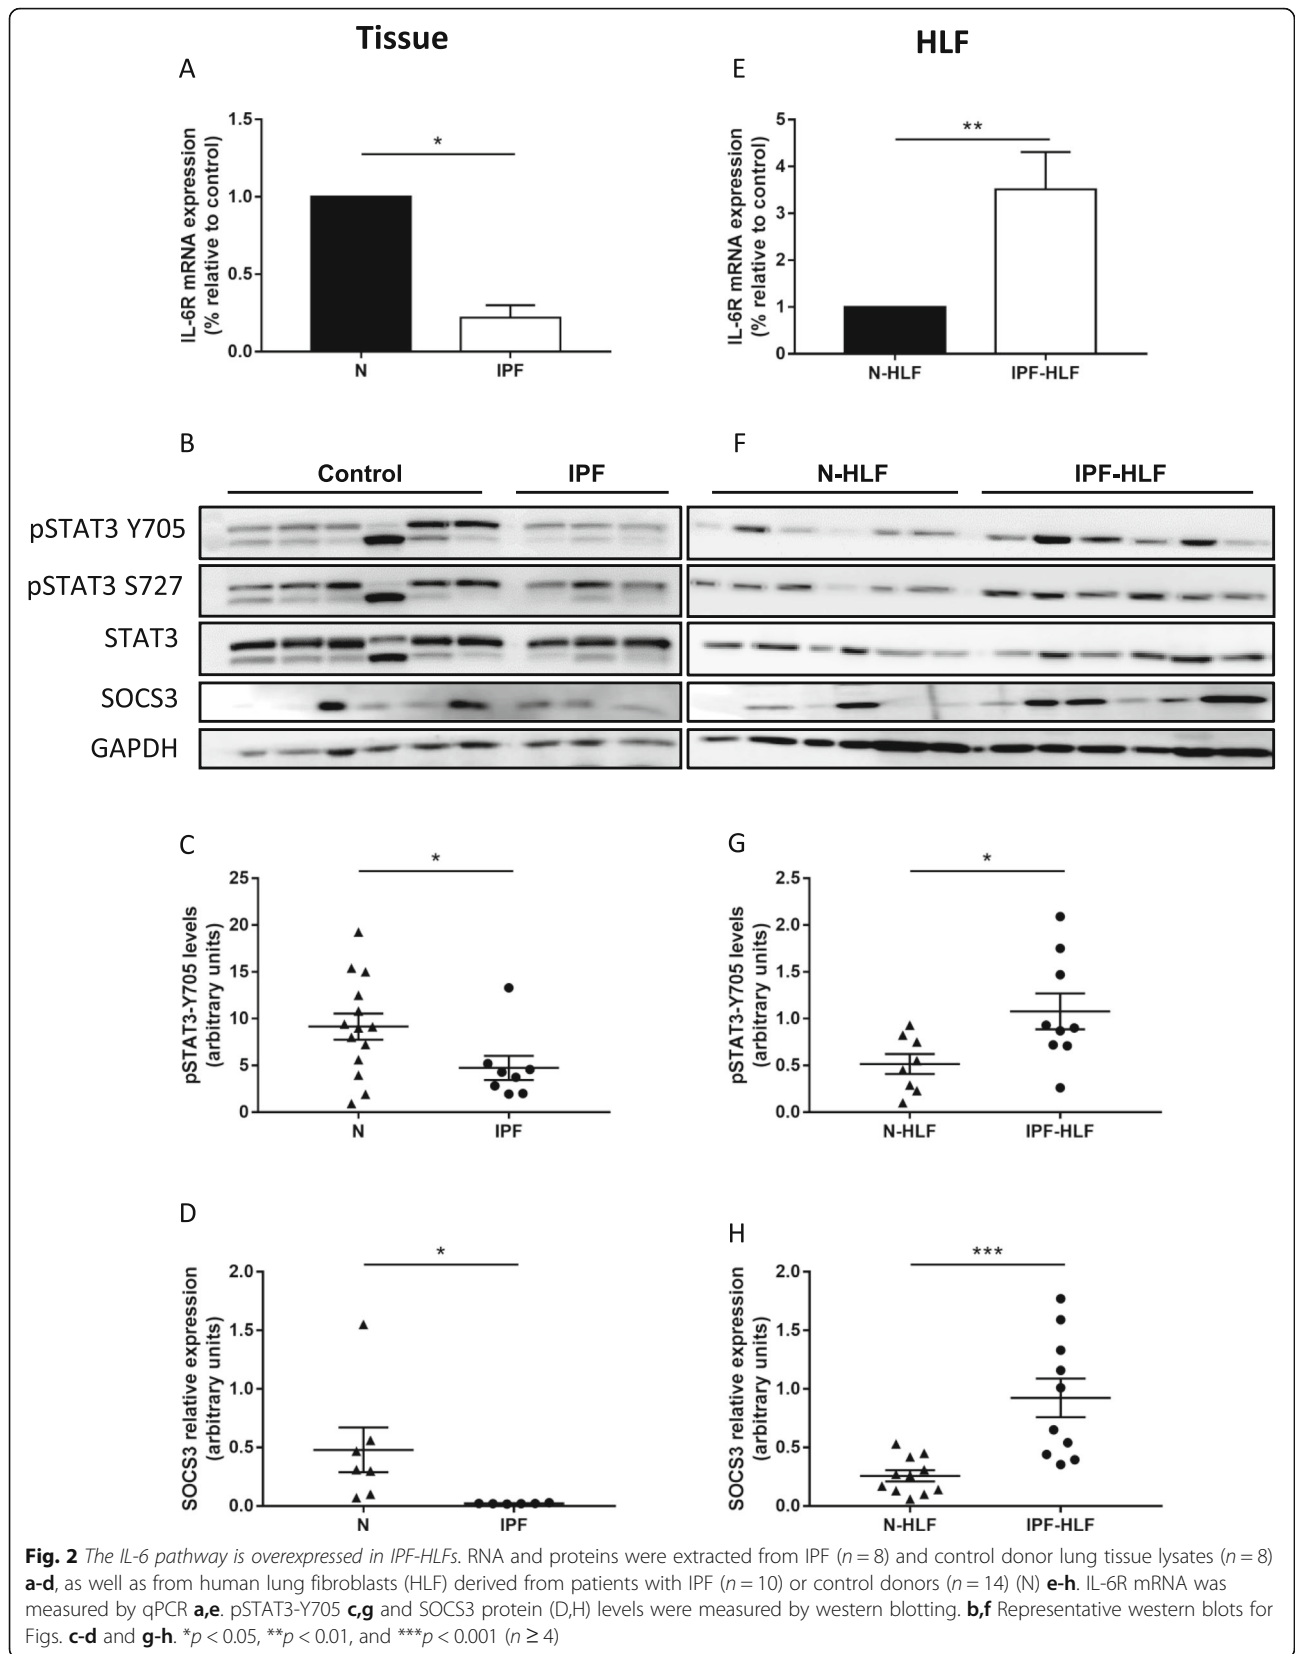 Tissue
HLF
A
IL-6R mRNA expression
(% relative to control)
1.5
1.0
0.5
0.0
*
N
IPF
E
IL-6R mRNA expression
(% relative to control)
5
4
3
2
1
0
**
N-HLF
IPF-HLF
B
Control
IPF
F
N-HLF
IPF-HLF
pSTAT3 Y705
pSTAT3 S727
STAT3
SOCS3
GAPDH
C
pSTAT3-Y705 levels
(arbitrary units)
25
20
15
10
5
0
*
N
IPF
G
pSTAT3-Y705 levels
(arbitrary units)
2.5
2.0
1.5
1.0
0.5
0.0
*
N-HLF
IPF-HLF
D
SOCS3 relative expression
(arbitrary units)
2.0
1.5
1.0
0.5
0.0
*
N
IPF
H
SOCS3 relative expression
(arbitrary units)
2.0
1.5
1.0
0.5
0.0
***
N-HLF
IPF-HLF
Fig. 2 The IL-6 pathway is overexpressed in IPF-HLFs. RNA and proteins were extracted from IPF (n = 8) and control donor lung tissue lysates (n = 8)
a-d, as well as from human lung fibroblasts (HLF) derived from patients with IPF (n = 10) or control donors (n = 14) (N) e-h. IL-6R mRNA was
measured by qPCR a,e. pSTAT3-Y705 c,g and SOCS3 protein (D,H) levels were measured by western blotting. b,f Representative western blots for
Figs. c-d and g-h. *p < 0.05, **p < 0.01, and ***p < 0.001 (n ≥ 4)